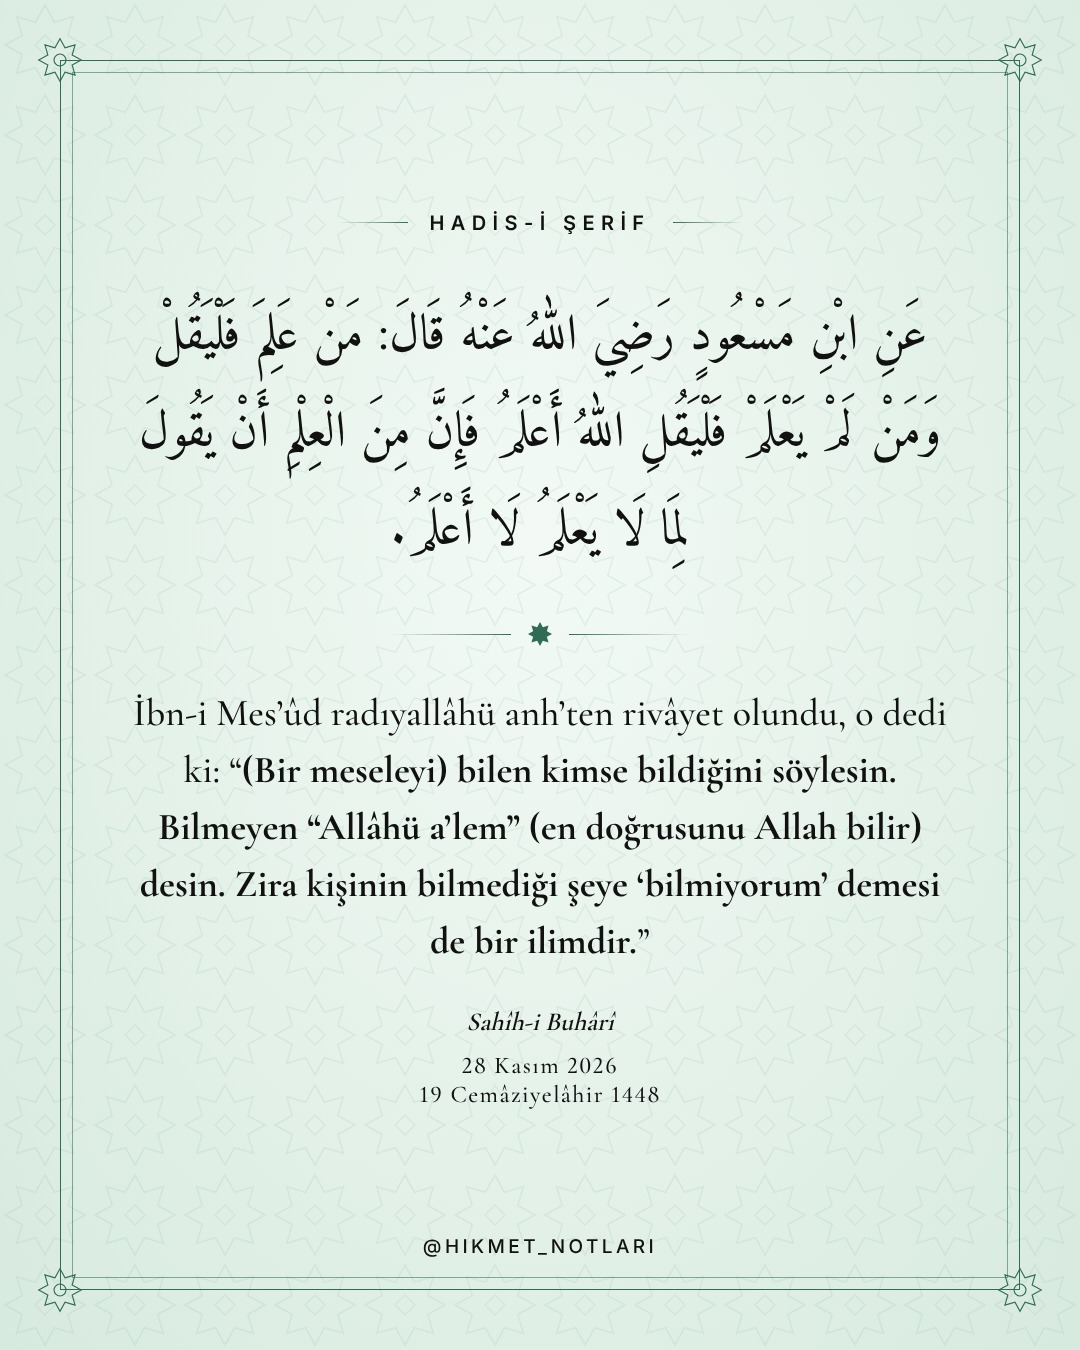 HADİS-İ ŞERİF
عَنِ ابْنِ مَسْعُودٍ رَضِيَ اللهُ عَنْهُ قَالَ: مَنْ عَلِمَ فَلْيَقُلْ
وَمَنْ لَمْ يَعْلَمْ فَلْيَقُلِ اللهُ أَعْلَمُ فَإِنَّ مِنَ الْعِلْمِ أَنْ يَقُولَ
لِمَا لَا يَعْلَمُ لَا أَعْلَمُ.
İbn-i Mes’ûd radıyallâhü anh’ten rivâyet olundu, o dedi
ki: “(Bir meseleyi) bilen kimse bildiğini söylesin.
Bilmeyen “Allâhü a’lem” (en doğrusunu Allah bilir)
desin. Zira kişinin bilmediği şeye ‘bilmiyorum’ demesi
de bir ilimdir.”
Sahîh-i Buhârî
28 Kasım 2026
19 Cemâziyelâhir 1448
@HIKMET_NOTLARI